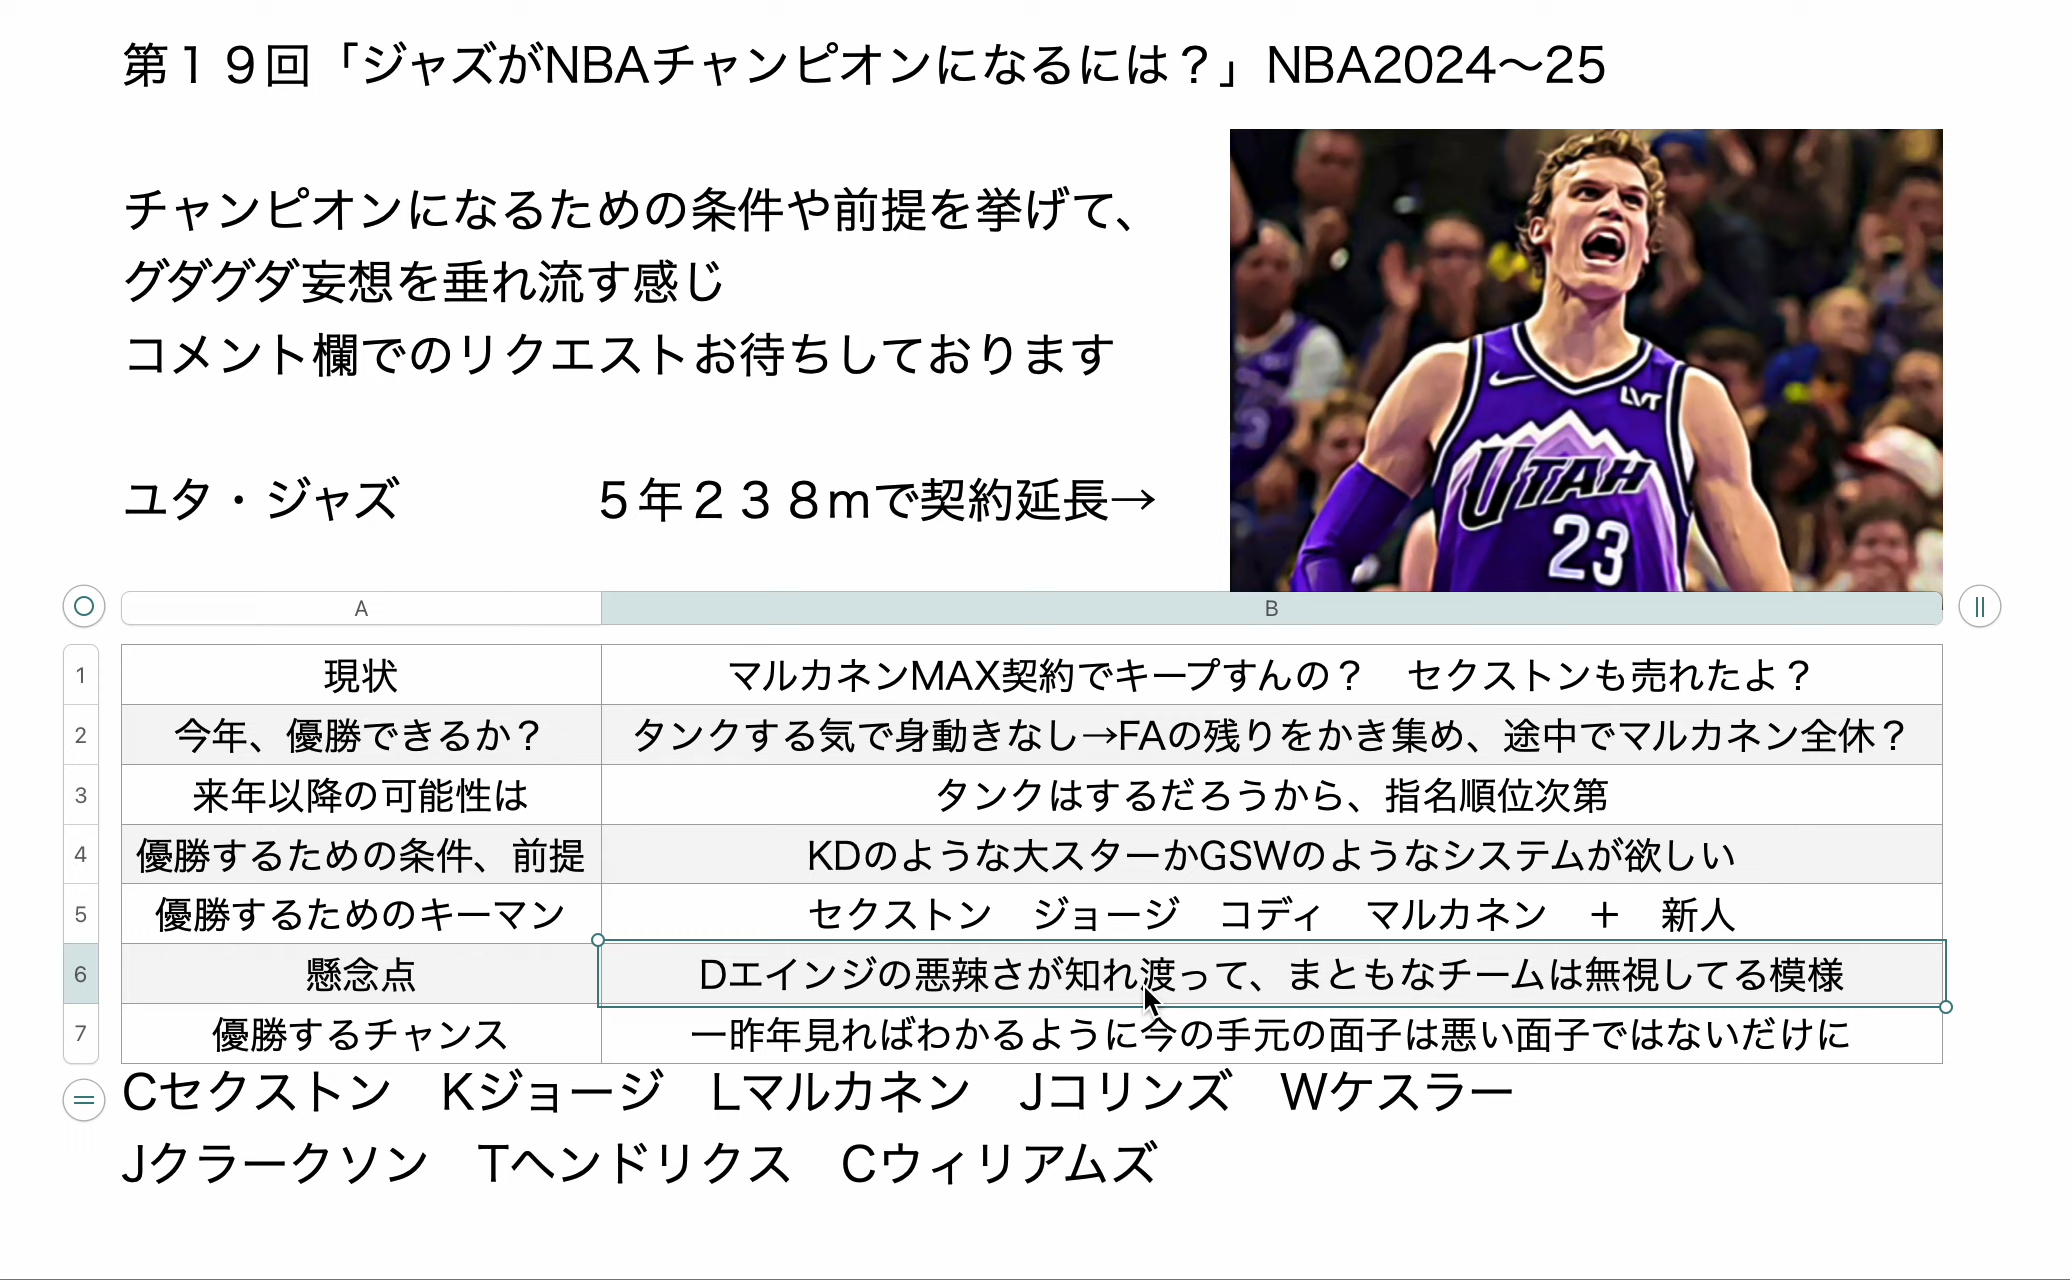 第１９回「ジャズがNBAチャンピオンになるには？」NBA2024〜25
チャンピオンになるための条件や前提を挙げて、
グダグダ妄想を垂れ流す感じ
コメント欄でのリクエストお待ちしております
ユタ・ジャズ　５年２３８mで契約延長→
LVT
UTAH
23
A B
1 現状 マルカネンMAX契約でキープすんの？　セクストンも売れたよ？
2 今年、優勝できるか？ タンクする気で身動きなし→FAの残りをかき集め、途中でマルカネン全休？
3 来年以降の可能性は タンクはするだろうから、指名順位次第
4 優勝するための条件、前提 KDのような大スターかGSWのようなシステムが欲しい
5 優勝するためのキーマン セクストン　ジョージ　コディ　マルカネン　＋　新人
6 懸念点 Dエインジの悪辣さが知れ渡って、まともなチームは無視してる模様
7 優勝するチャンス 一昨年見ればわかるように今の手元の面子は悪い面子ではないだけに
Cセクストン　Kジョージ　Lマルカネン　Jコリンズ　Wケスラー
Jクラークソン　Tヘンドリクス　Cウィリアムズ